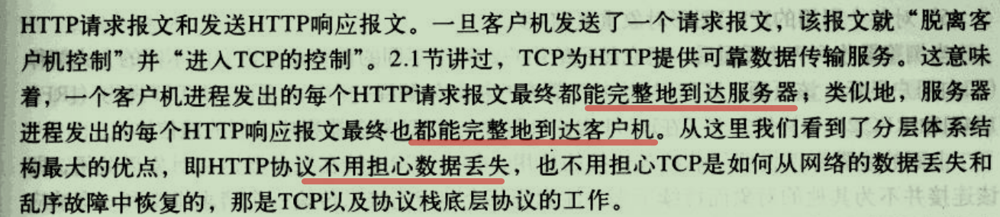 HTTP请求报文和发送HTTP响应报文。一旦客户机发送了一个请求报文，该报文就“脱离客
户机控制”并“进入TCP的控制”。2.1节讲过，TCP为HTTP提供可靠数据传输服务。这意味
着，一个客户机进程发出的每个HTTP请求报文最终都能完整地到达服务器；类似地，服务器
进程发出的每个HTTP响应报文最终也都能完整地到达客户机。从这里我们看到了分层体系结
构最大的优点，即HTTP协议不用担心数据丢失，也不用担心TCP是如何从网络的数据丢失和
乱序故障中恢复的，那是TCP以及协议栈底层协议的工作。